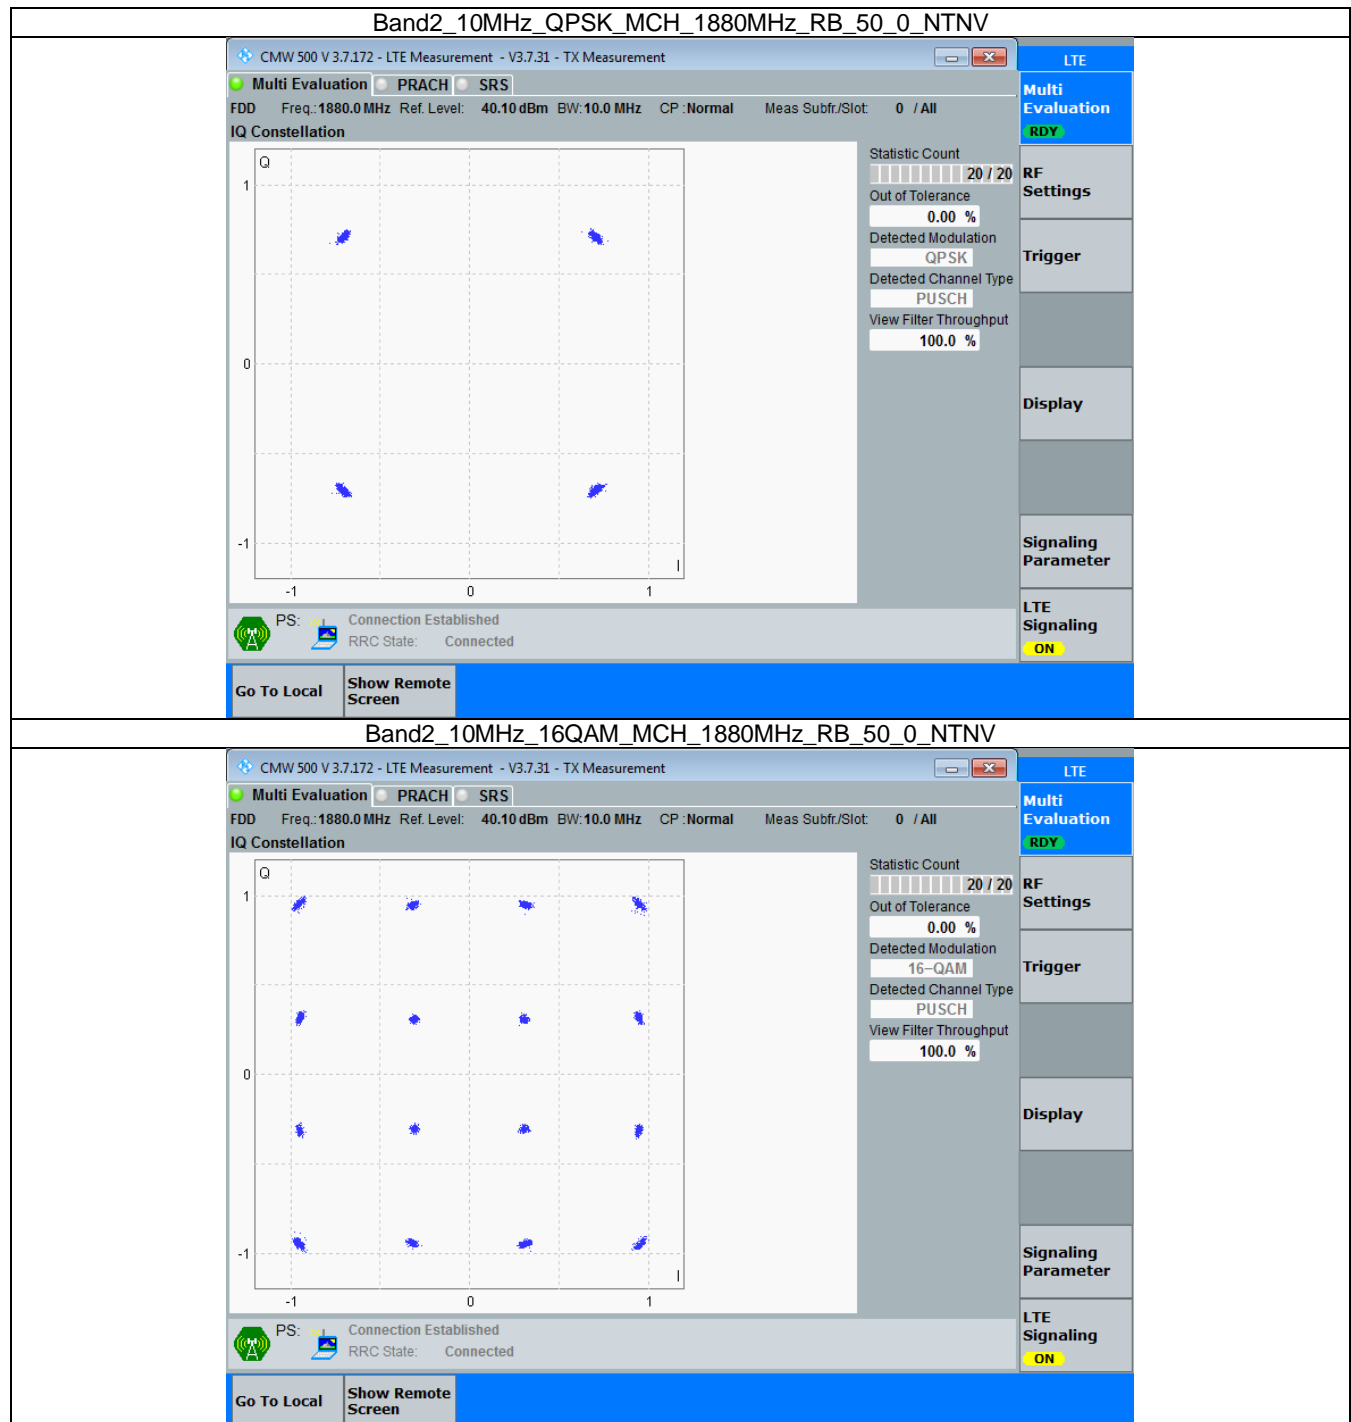 Band2_10MHz_QPSK_MCH_1880MHz_RB_50_0_NTNV
CMW 500 V 3.7.172 - LTE Measurement - V3.7.31 - TX Measurement
LTE
Multi Evaluation PRACH SRS
Multi
Evaluation
RDY
FDD Freq.:1880.0 MHz Ref. Level: 40.10 dBm BW:10.0 MHz CP :Normal Meas Subfr./Slot: 0 / All
IQ Constellation
Q
1
0
-1
I
-1 0 1
Statistic Count
20 / 20
Out of Tolerance
0.00 %
Detected Modulation
QPSK
Detected Channel Type
PUSCH
View Filter Throughput
100.0 %
RF
Settings
Trigger
Display
Signaling
Parameter
LTE
Signaling
ON
PS: Connection Established
RRC State: Connected
Go To Local
Show Remote
Screen
Band2_10MHz_16QAM_MCH_1880MHz_RB_50_0_NTNV
CMW 500 V 3.7.172 - LTE Measurement - V3.7.31 - TX Measurement
LTE
Multi Evaluation PRACH SRS
Multi
Evaluation
RDY
FDD Freq.:1880.0 MHz Ref. Level: 40.10 dBm BW:10.0 MHz CP :Normal Meas Subfr./Slot: 0 / All
IQ Constellation
Q
1
0
-1
I
-1 0 1
Statistic Count
20 / 20
Out of Tolerance
0.00 %
Detected Modulation
16-QAM
Detected Channel Type
PUSCH
View Filter Throughput
100.0 %
RF
Settings
Trigger
Display
Signaling
Parameter
LTE
Signaling
ON
PS: Connection Established
RRC State: Connected
Go To Local
Show Remote
Screen